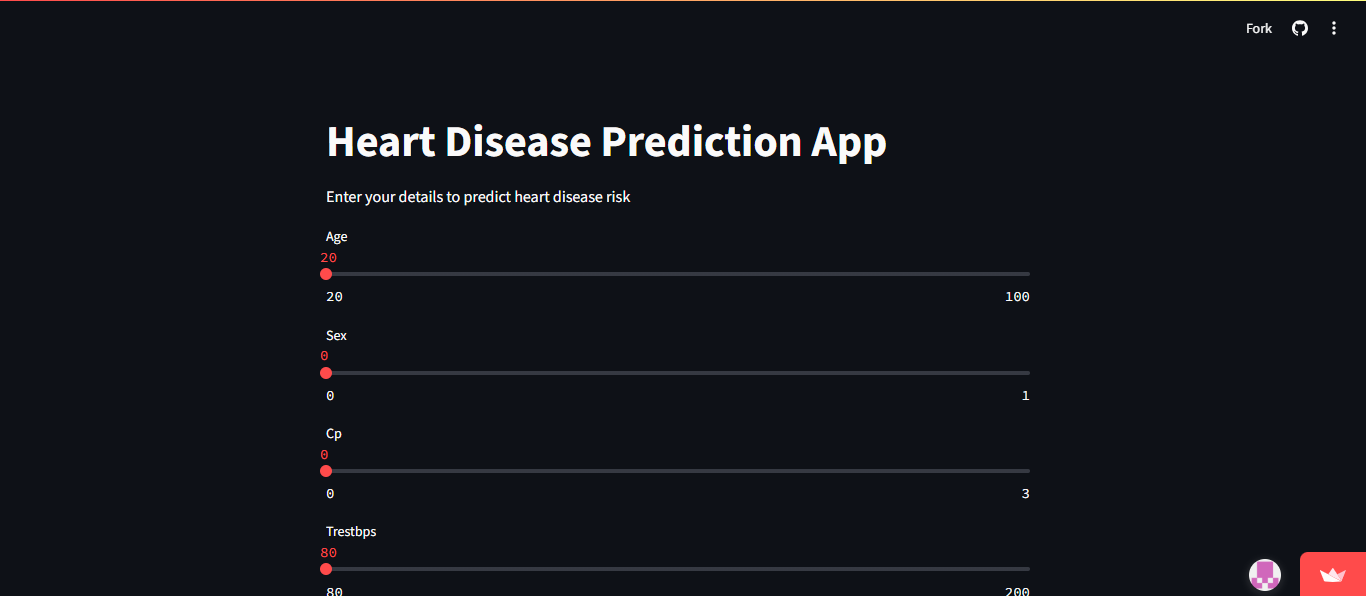 Fork
Heart Disease Prediction App
Enter your details to predict heart disease risk
Age
20
20 100
Sex
0
0 1
Cp
0
0 3
Trestbps
80
80 200